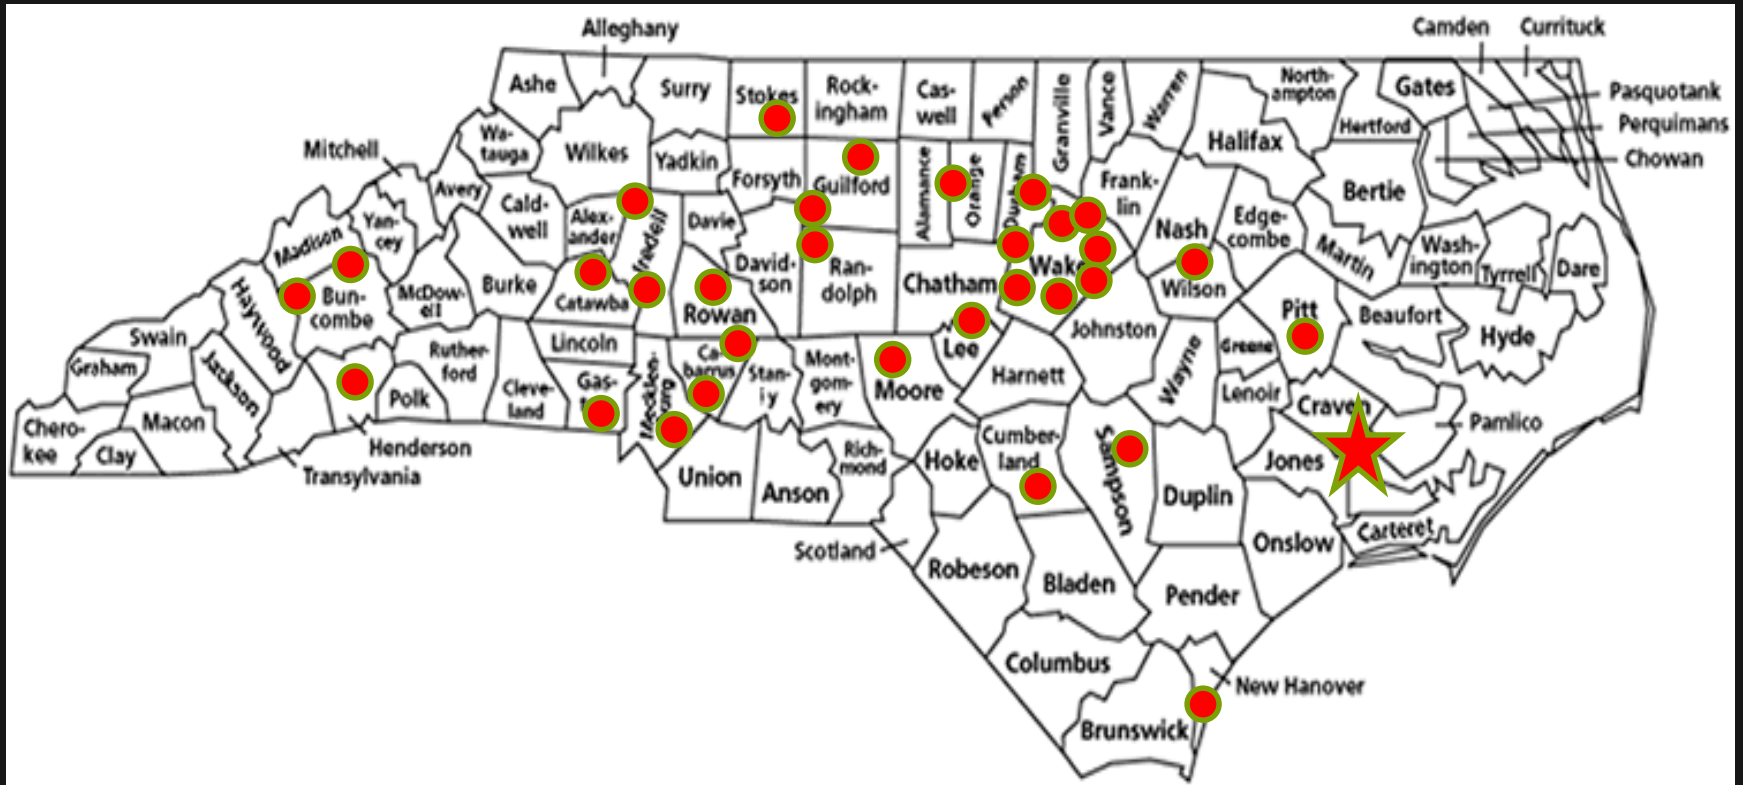 Alleghany
Camden
Currituck
Ashe
Surry
Stokes
Rock-
ingham
Cas-
well
Person
Granville
Vance
Warren
North-
ampton
Gates
Pasquotank
Hertford
Perquimans
Chowan
Mitchell
Wa-
tauga
Wilkes
Yadkin
Forsyth
Guilford
Alamance
Orange
Durham
Frank-
lin
Halifax
Bertie
Avery
Yan-
cey
Madison
Cald-
well
Alex-
ander
Iredell
Davie
David-
son
Ran-
dolph
Chatham
Wake
Nash
Edge-
combe
Martin
Wash-
ington
Tyrrell
Dare
Haywood
Bun-
combe
McDow-
ell
Burke
Catawba
Rowan
Wilson
Johnston
Pitt
Beaufort
Hyde
Swain
Graham
Jackson
Ruther-
ford
Lincoln
Ca-
barrus
Stan-
ly
Mont-
gom-
ery
Moore
Lee
Harnett
Wayne
Greene
Lenoir
Craven
Pamlico
Chero-
kee
Clay
Macon
Polk
Cleve-
land
Gas-
Mecklen-
burg
Henderson
Transylvania
Union
Anson
Rich-
mond
Hoke
Cumber-
land
Sampson
Duplin
Jones
Onslow
Carteret
Scotland
Robeson
Bladen
Pender
Columbus
Brunswick
New Hanover